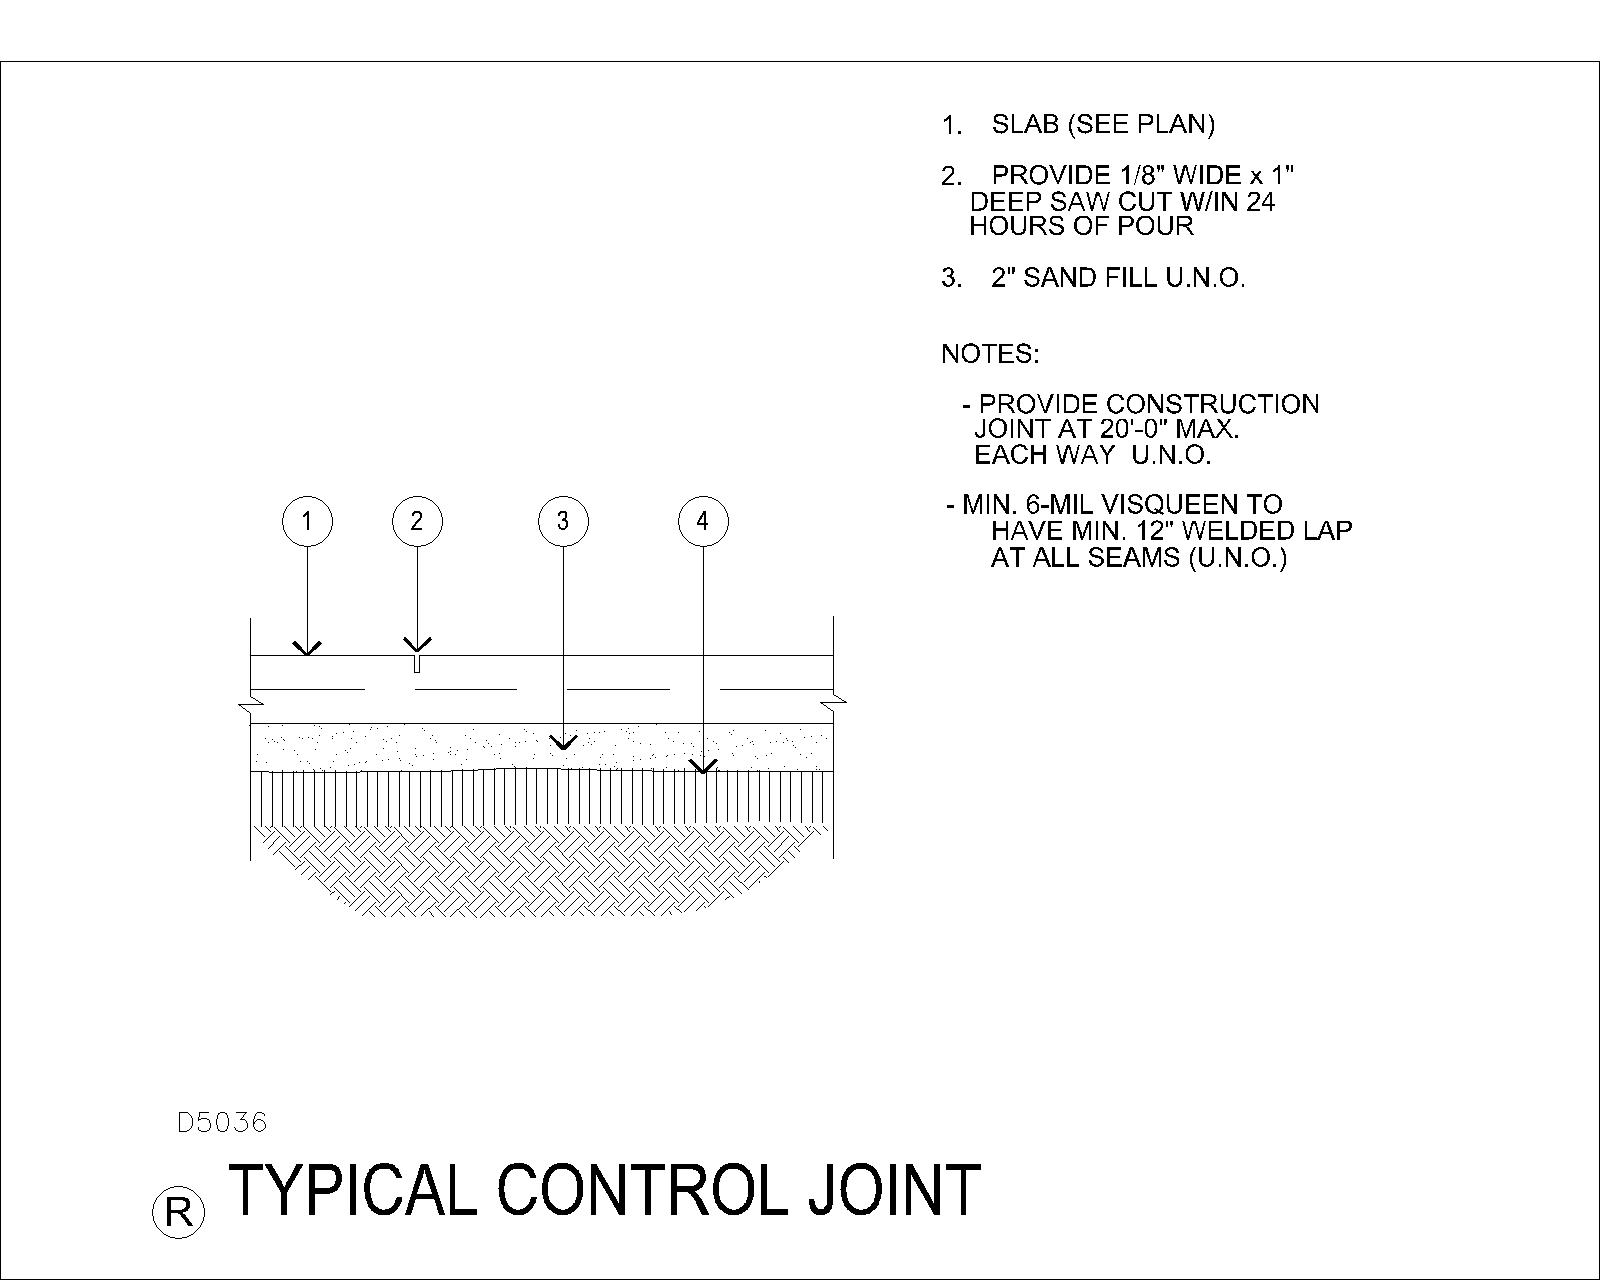 1. SLAB (SEE PLAN)
2. PROVIDE 1/8" WIDE x 1"
DEEP SAW CUT W/IN 24
HOURS OF POUR
3. 2" SAND FILL U.N.O.
NOTES:
- PROVIDE CONSTRUCTION
JOINT AT 20'-0" MAX.
EACH WAY U.N.O.
- MIN. 6-MIL VISQUEEN TO
HAVE MIN. 12" WELDED LAP
AT ALL SEAMS (U.N.O.)
1 2 3 4
D5036
R TYPICAL CONTROL JOINT